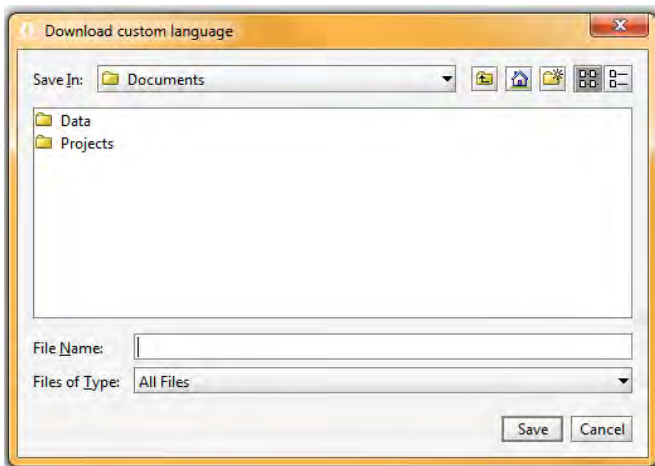 Download custom language
Save In: Documents
Data
Projects
File Name:
Files of Type: All Files
Save Cancel